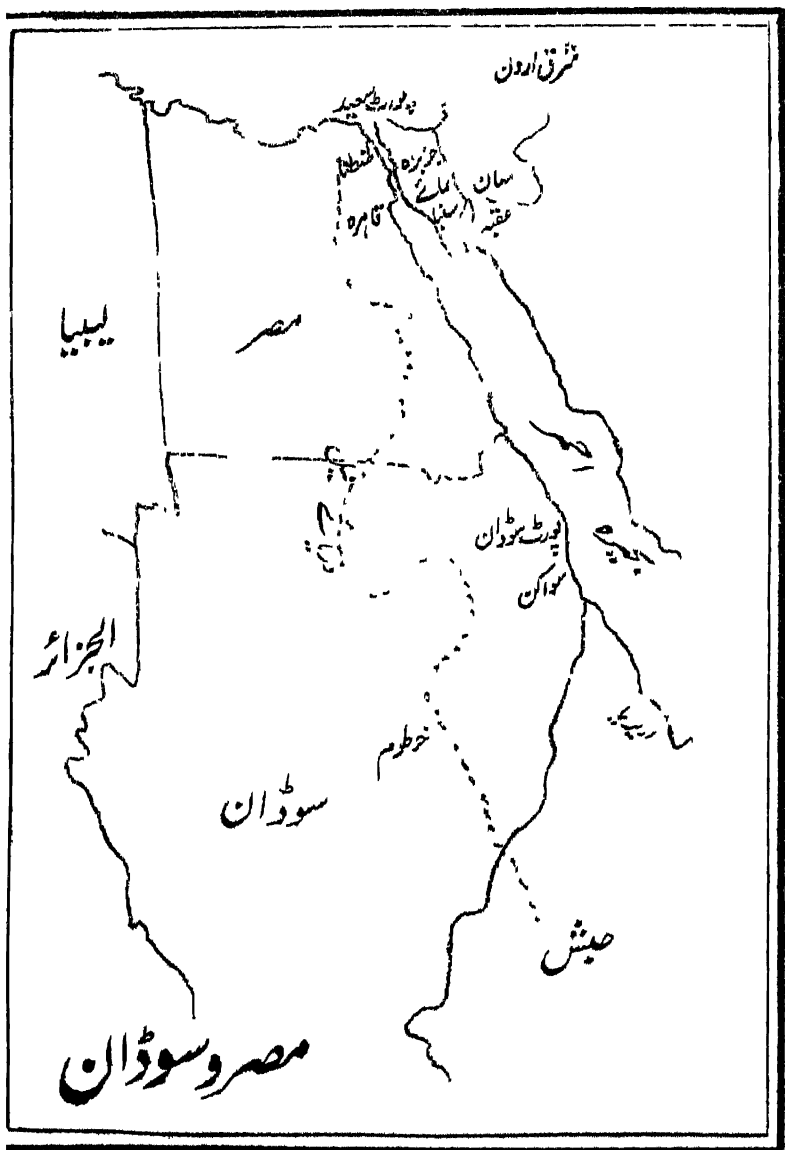 شرق اردن
پورٹ سعید
طنطا
جزیرہ
نمائے
سینا
قاہرہ
عقبہ
لیبیا
مصر
پورٹ سوڈان
سواکن
الجزائر
خرطوم
سوڈان
حبش
مصر و سوڈان